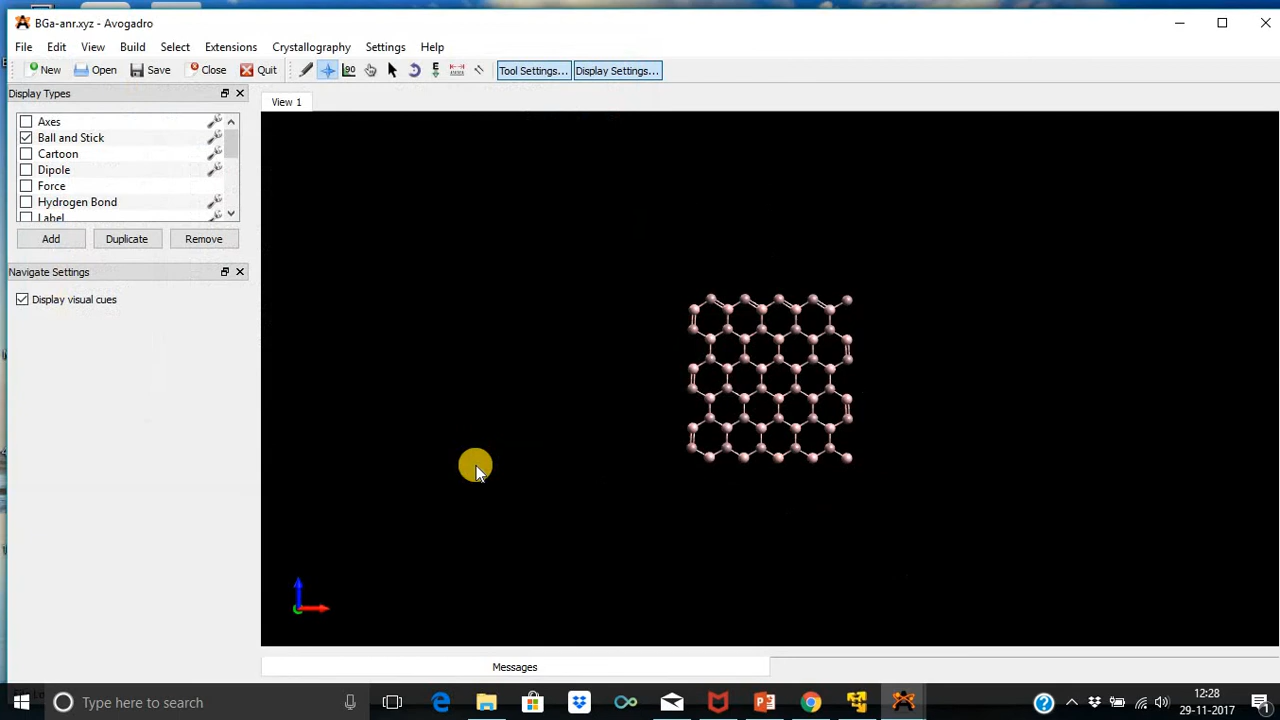 BGa-anr.xyz - Avogadro
File Edit View Build Select Extensions Crystallography Settings Help
New Open Save Close Quit Tool Settings... Display Settings...
Display Types
View 1
Axes
Ball and Stick
Cartoon
Dipole
Force
Hydrogen Bond
Label
Add Duplicate Remove
Navigate Settings
Display visual cues
Messages
Type here to search
12:28
29-11-2017